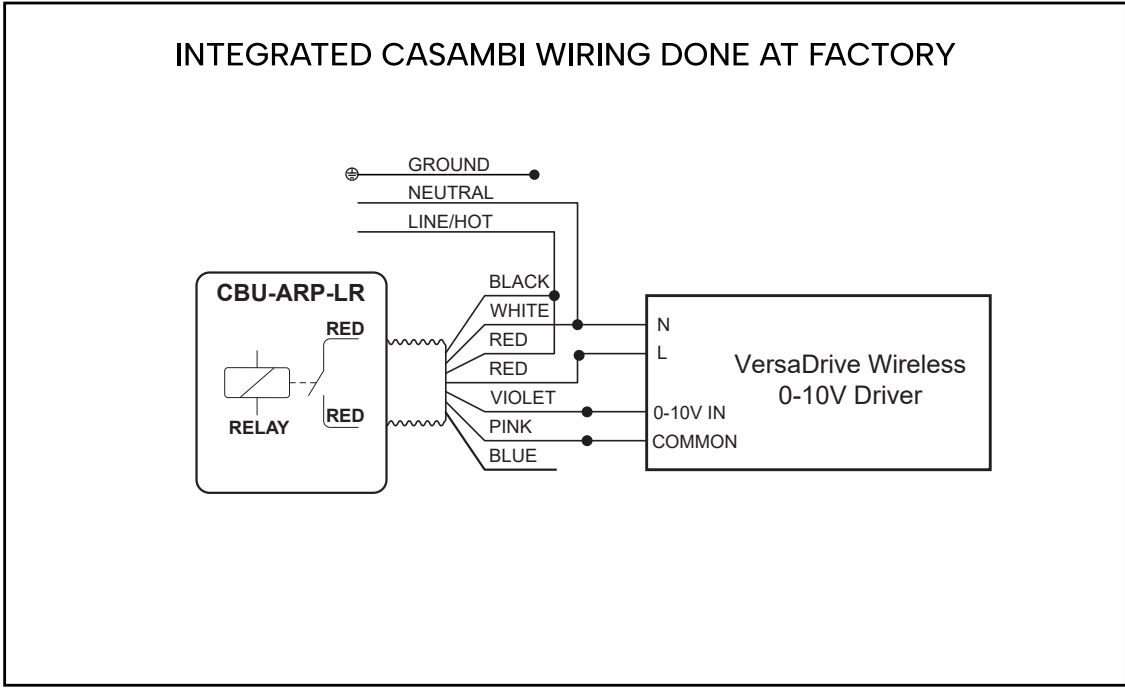 INTEGRATED CASAMBI WIRING DONE AT FACTORY
GROUND
NEUTRAL
LINE/HOT
CBU-ARP-LR
RED
RELAY
RED
BLACK
WHITE
RED
RED
VIOLET
PINK
BLUE
N
L
0-10V IN
COMMON
VersaDrive Wireless
0-10V Driver